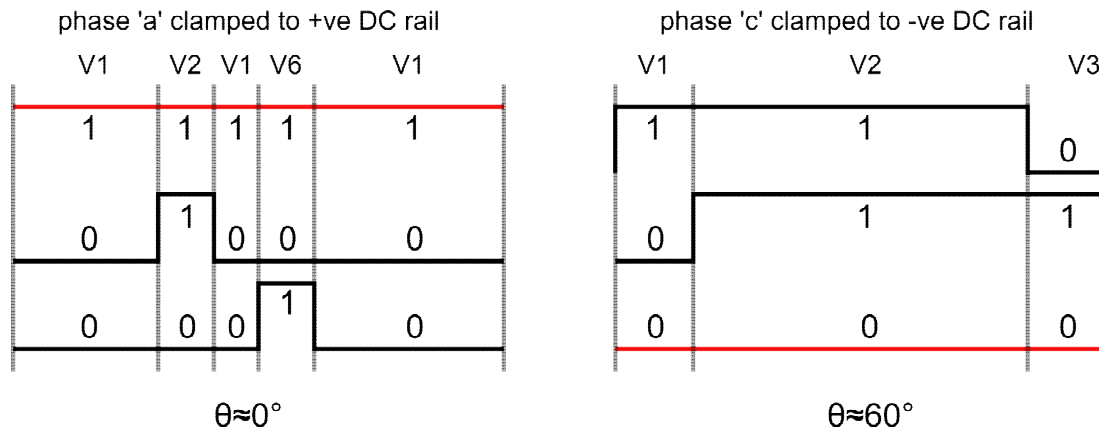 phase 'a' clamped to +ve DC rail
V1 V2 V1 V6 V1
1 1 1 1 1
0 1 0 0 0
0 0 0 1 0
θ≈0°
phase 'c' clamped to -ve DC rail
V1 V2 V3
1 1 0
0 1 1
0 0 0
θ≈60°